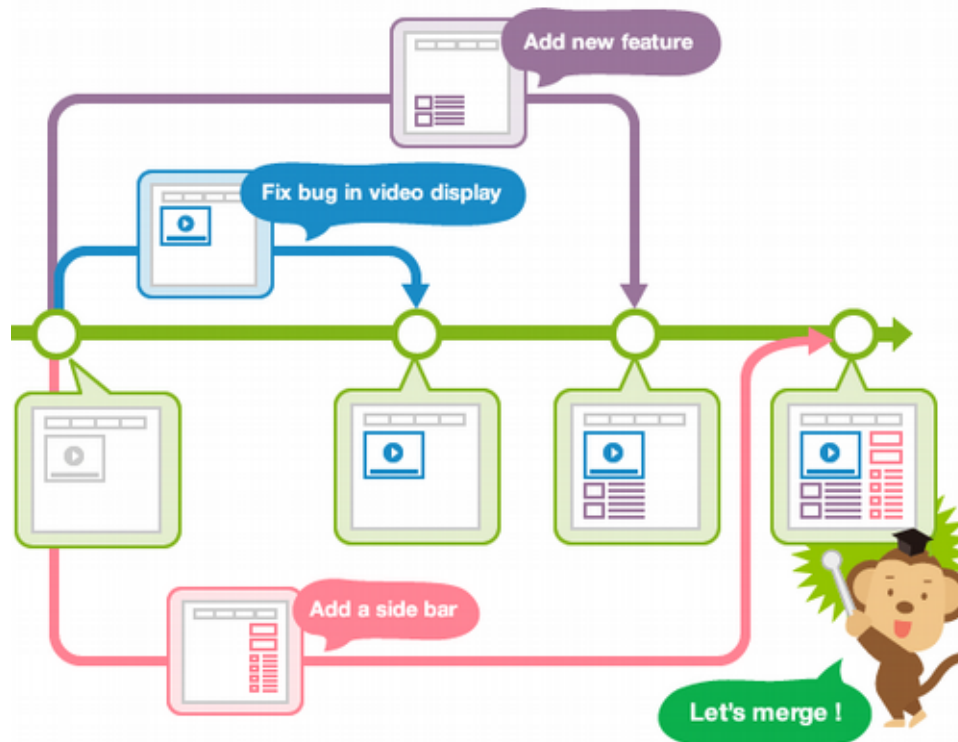 Add new feature
Fix bug in video display
Add a side bar
Let's merge !